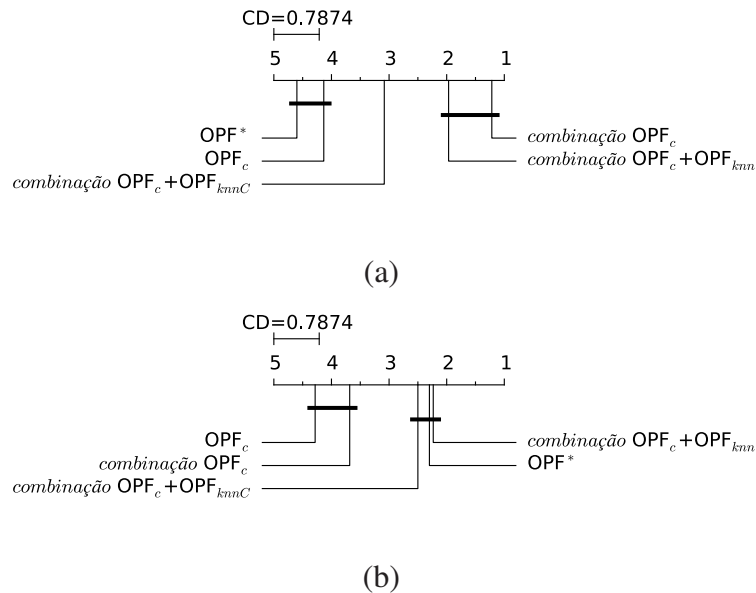 CD=0.7874
5 4 3 2 1
OPF*
OPF_c
combinação OPF_c+OPF_knnC
combinação OPF_c
combinação OPF_c+OPF_knn
(a)
CD=0.7874
5 4 3 2 1
OPF_c
combinação OPF_c
combinação OPF_c+OPF_knnC
combinação OPF_c+OPF_knn
OPF*
(b)